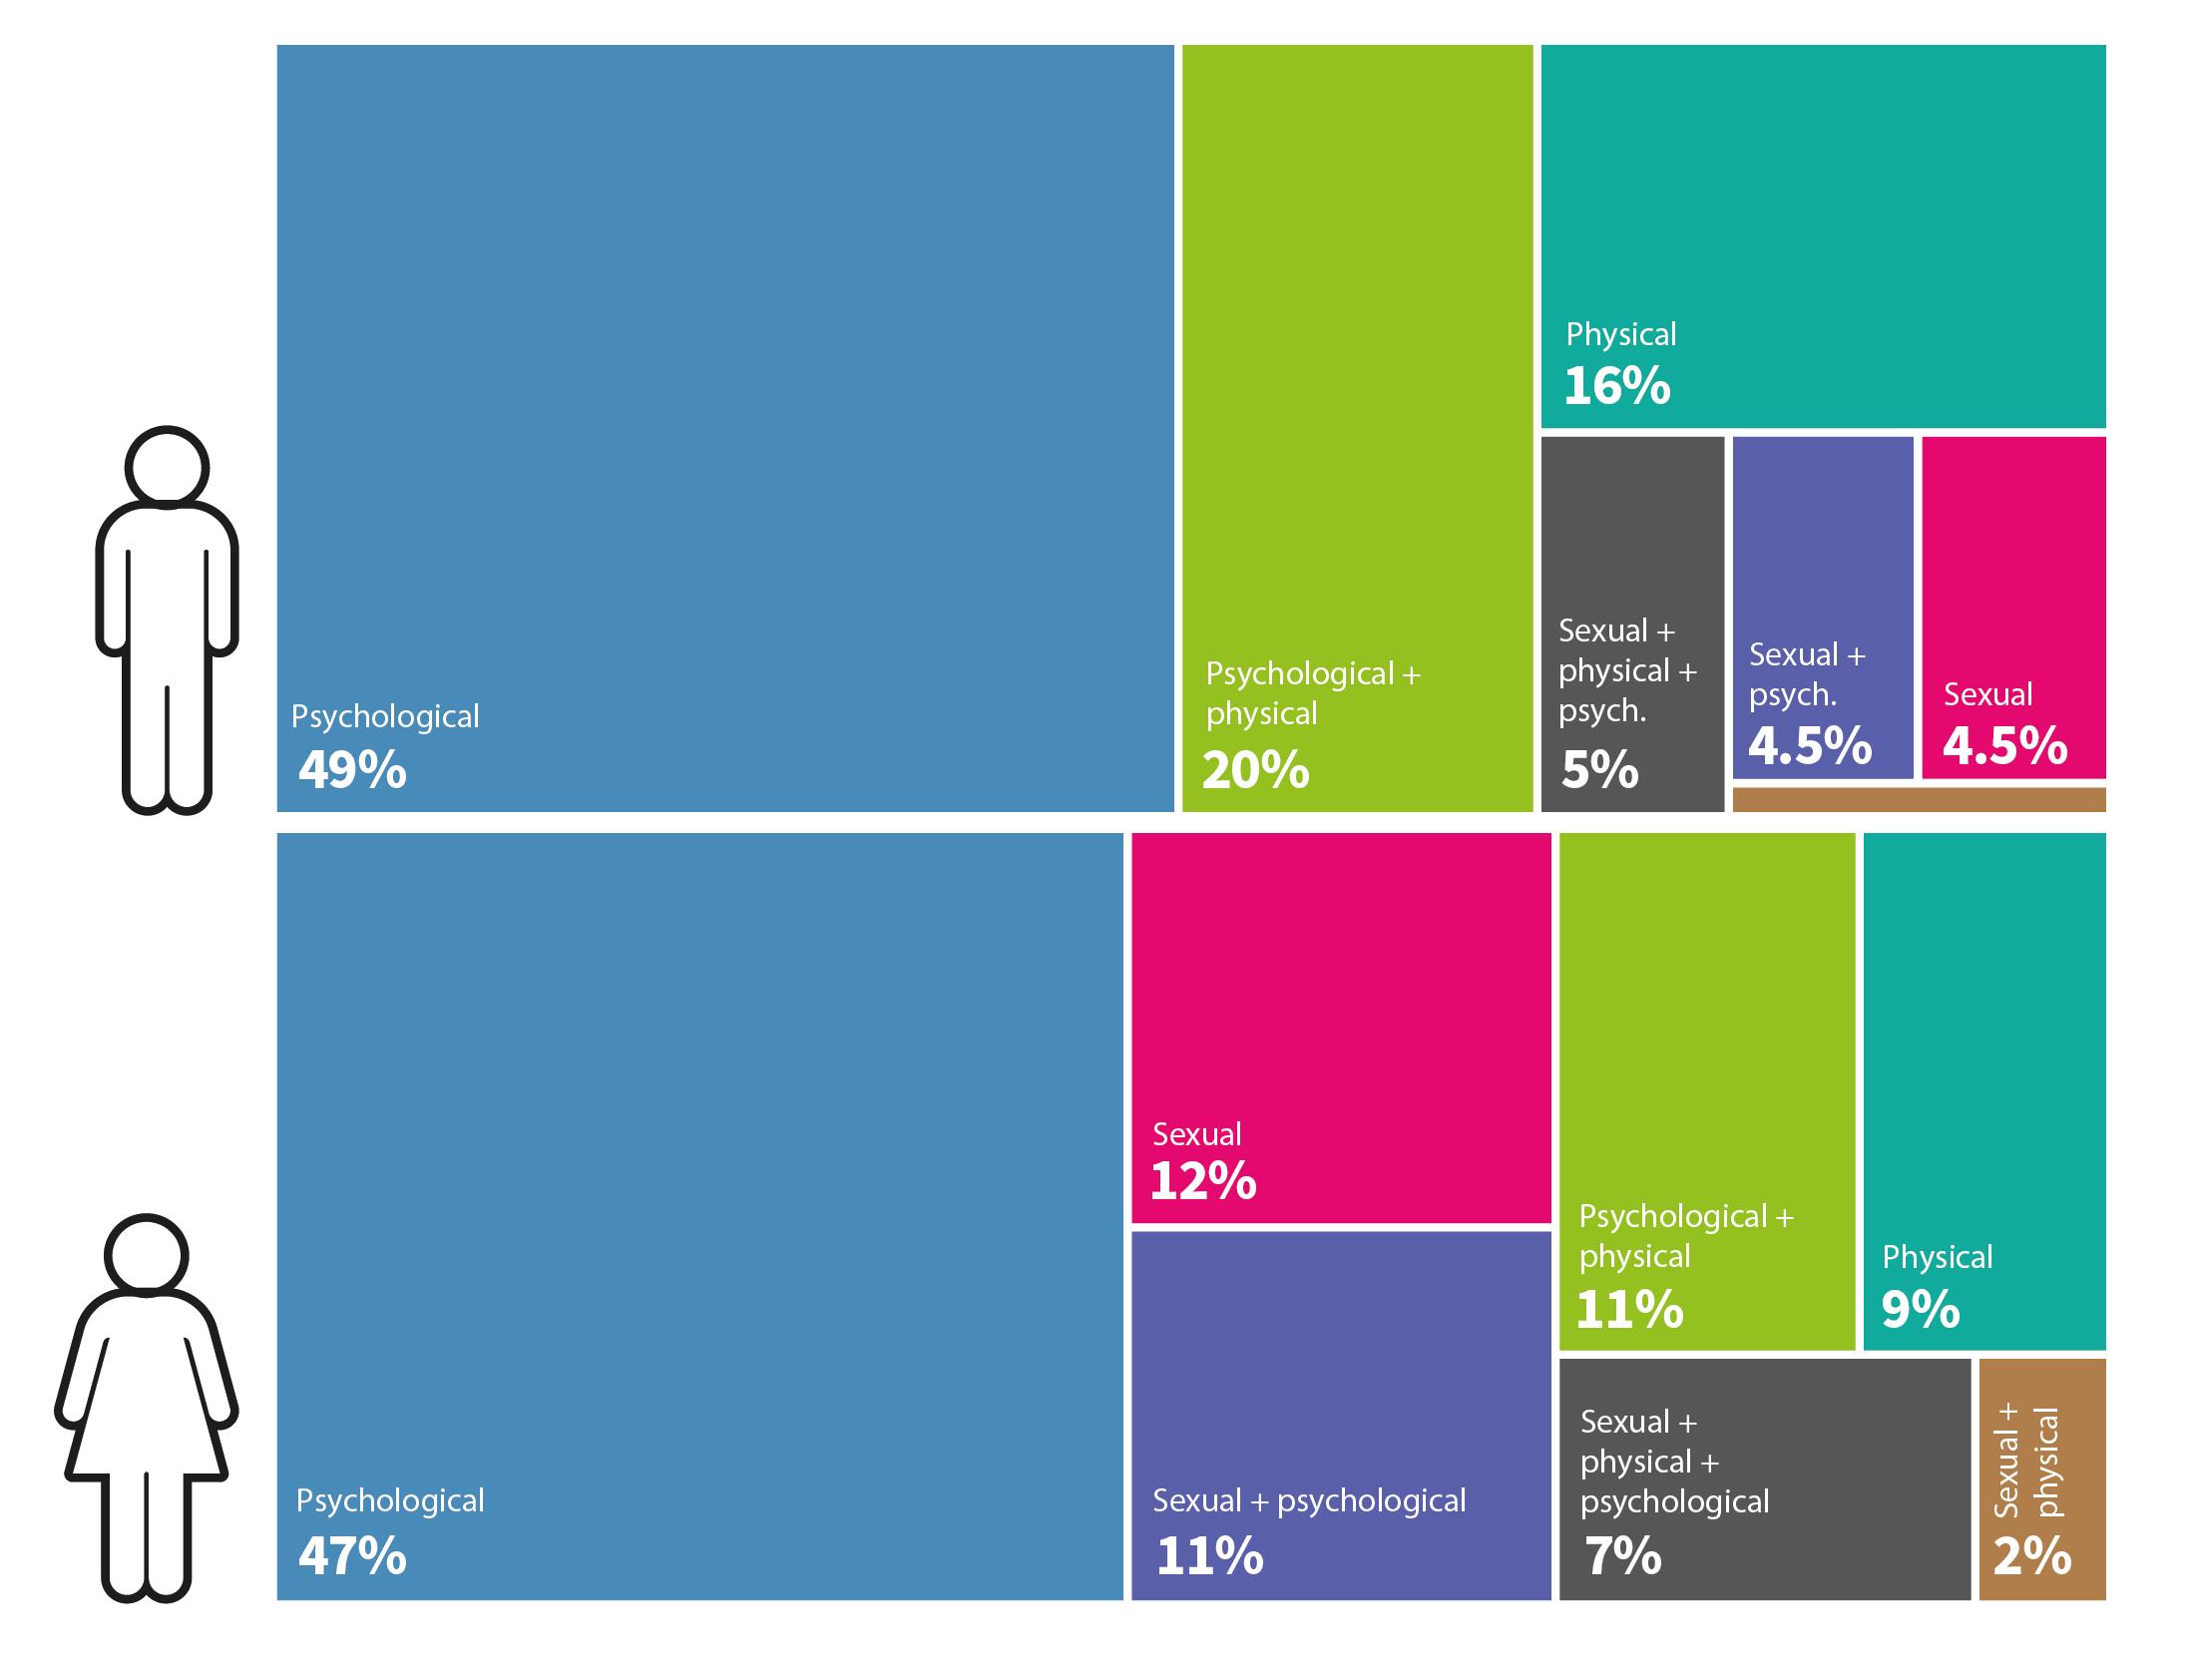 Physical
16%
Psychological
49%
Psychological +
physical
20%
Sexual +
physical +
psych.
5%
Sexual +
psych.
4.5%
Sexual
4.5%
Psychological
47%
Sexual
12%
Sexual + psychological
11%
Psychological +
physical
11%
Physical
9%
Sexual +
physical +
psychological
7%
Sexual +
physical
2%